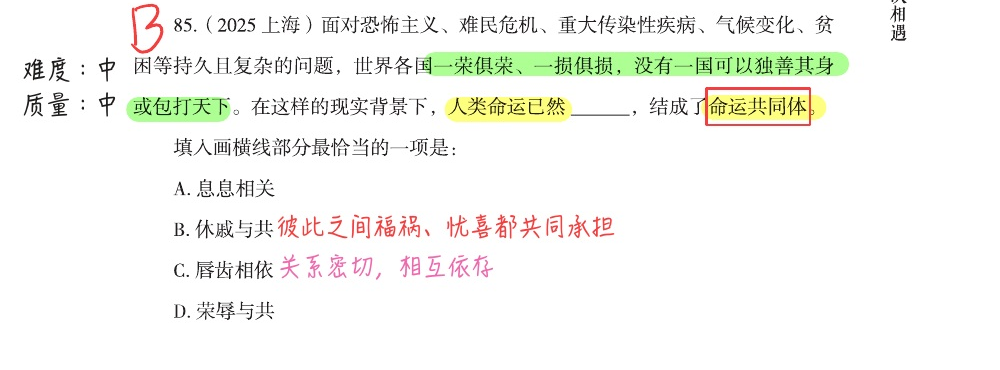 B 85.（2025 上海）面对恐怖主义、难民危机、重大传染性疾病、气候变化、贫
难度：中 困等持久且复杂的问题，世界各国一荣俱荣、一损俱损，没有一国可以独善其身
质量：中 或包打天下。在这样的现实背景下，人类命运已然______，结成了命运共同体。
填入画横线部分最恰当的一项是：
A. 息息相关
B. 休戚与共 彼此之间福祸、忧喜都共同承担
C. 唇齿相依 关系密切，相互依存
D. 荣辱与共
相遇